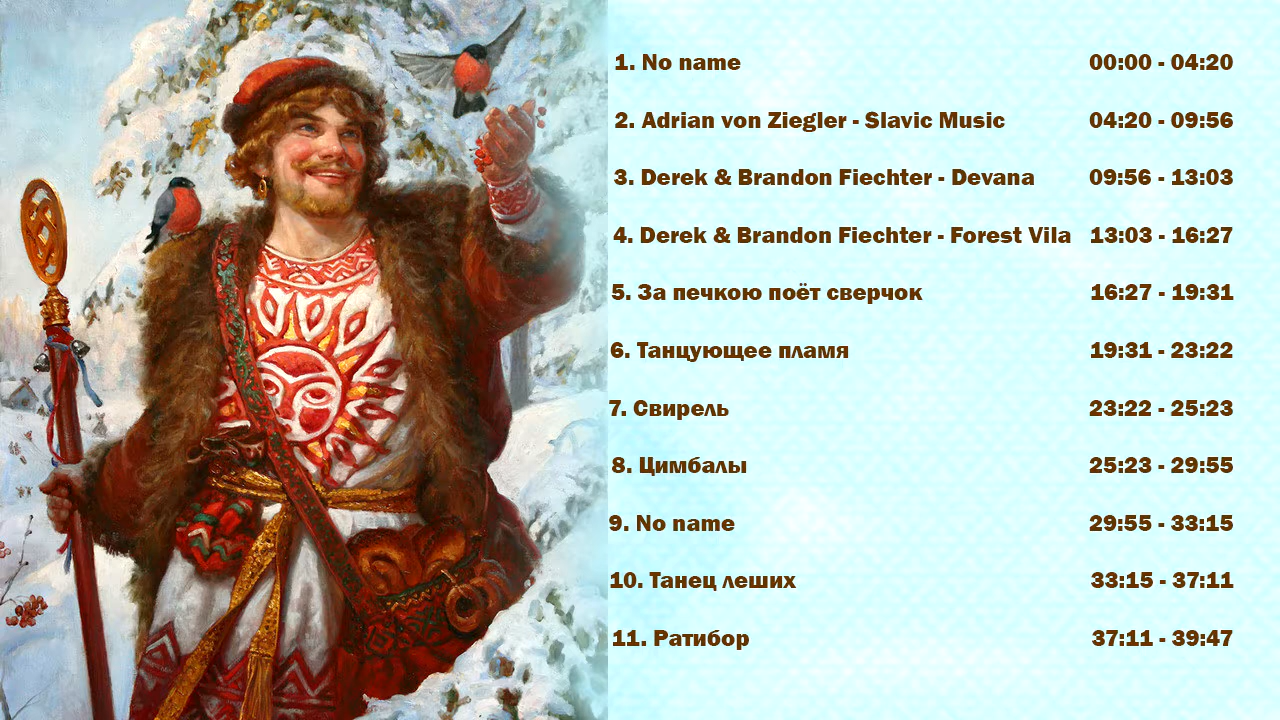 1. No name 00:00 - 04:20
2. Adrian von Ziegler - Slavic Music 04:20 - 09:56
3. Derek & Brandon Fiechter - Devana 09:56 - 13:03
4. Derek & Brandon Fiechter - Forest Vila 13:03 - 16:27
5. За печкою поёт сверчок 16:27 - 19:31
6. Танцующее пламя 19:31 - 23:22
7. Свирель 23:22 - 25:23
8. Цимбалы 25:23 - 29:55
9. No name 29:55 - 33:15
10. Танец леших 33:15 - 37:11
11. Ратибор 37:11 - 39:47